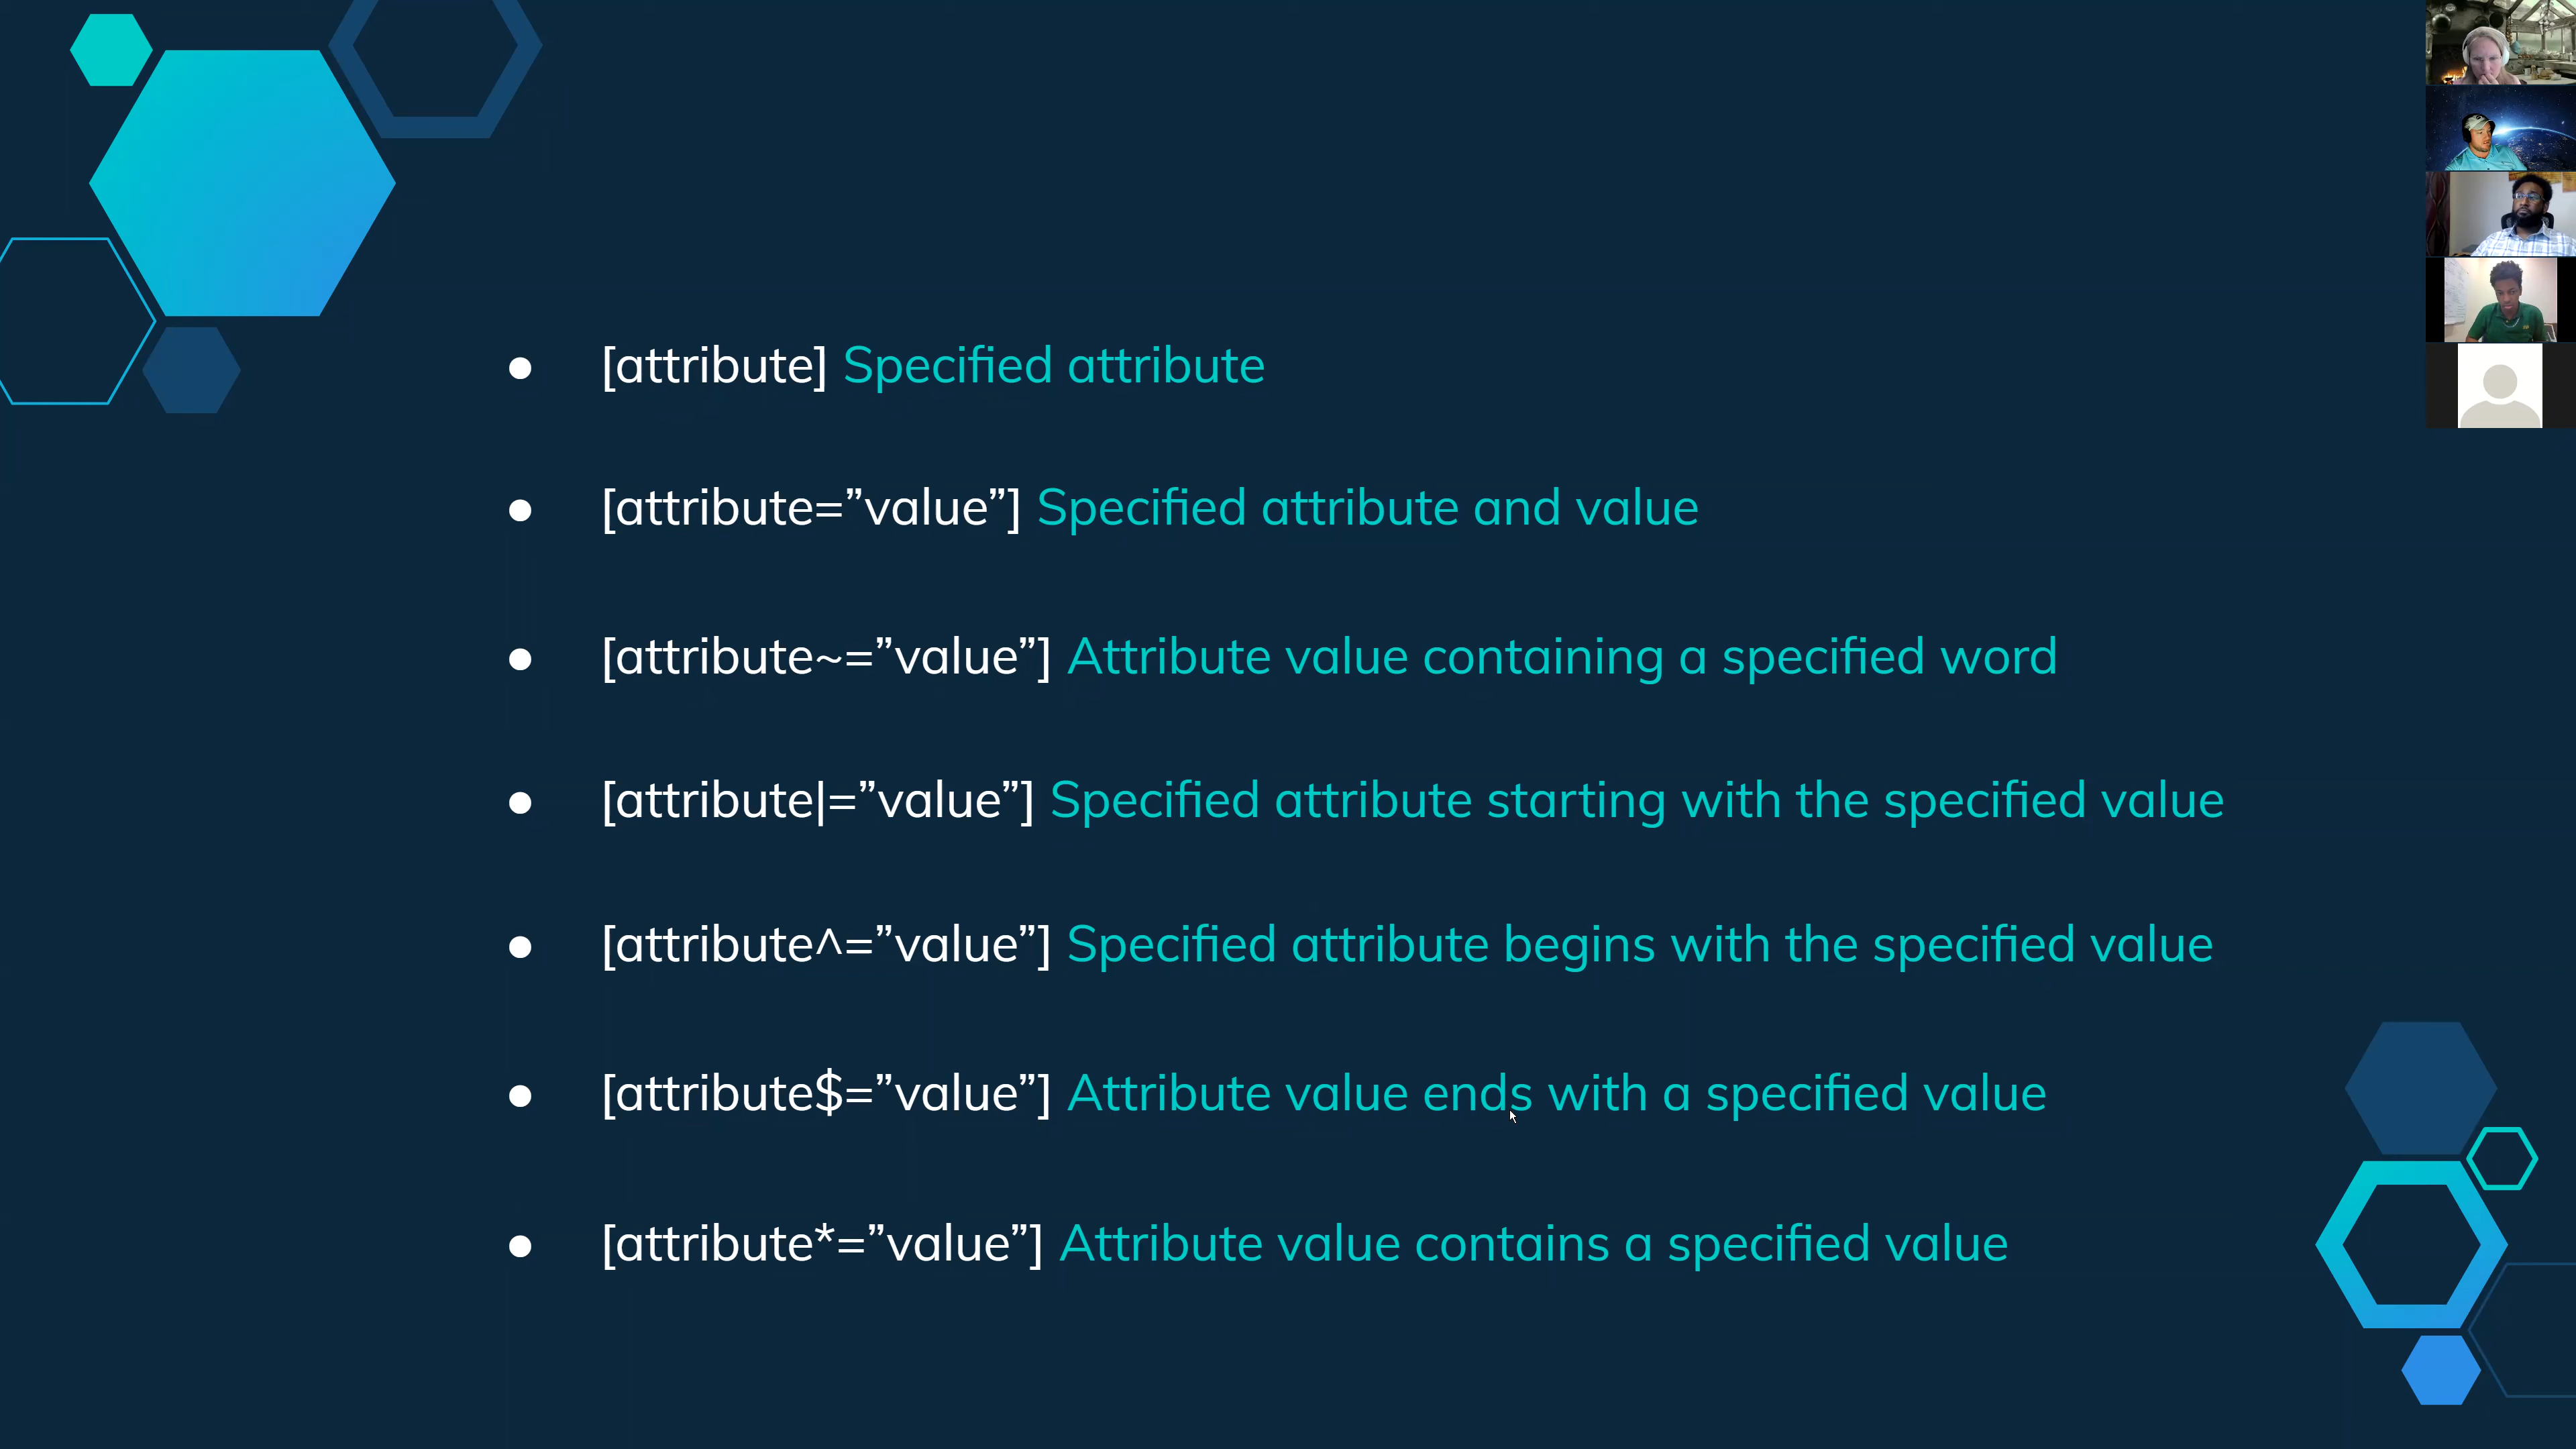 [attribute] Specified attribute
[attribute=”value”] Specified attribute and value
[attribute~=”value”] Attribute value containing a specified word
[attribute|=”value”] Specified attribute starting with the specified value
[attribute^=”value”] Specified attribute begins with the specified value
[attribute$=”value”] Attribute value ends with a specified value
[attribute*=”value”] Attribute value contains a specified value